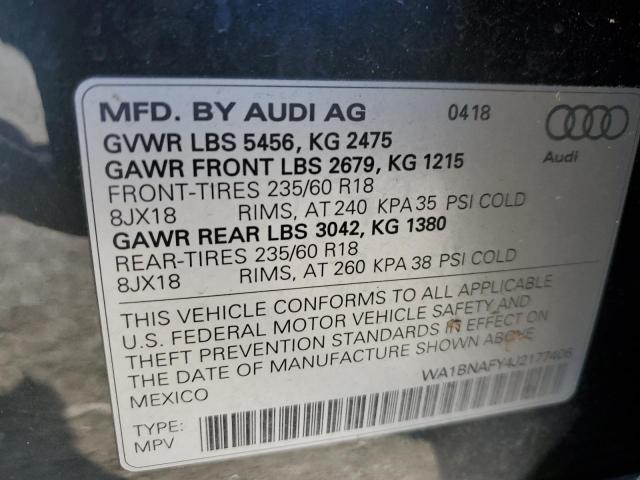 MFD. BY AUDI AG 0418
GVWR LBS 5456, KG 2475
Audi
GAWR FRONT LBS 2679, KG 1215
FRONT-TIRES 235/60 R18
8JX18 RIMS, AT 240 KPA 35 PSI COLD
GAWR REAR LBS 3042, KG 1380
REAR-TIRES 235/60 R18
8JX18 RIMS, AT 260 KPA 38 PSI COLD
THIS VEHICLE CONFORMS TO ALL APPLICABLE
U.S. FEDERAL MOTOR VEHICLE SAFETY AND
THEFT PREVENTION STANDARDS IN EFFECT ON
THE DATE OF MANUFACTURE SHOWN ABOVE
MEXICO WA1BNAFY4J2177406
TYPE:
MPV